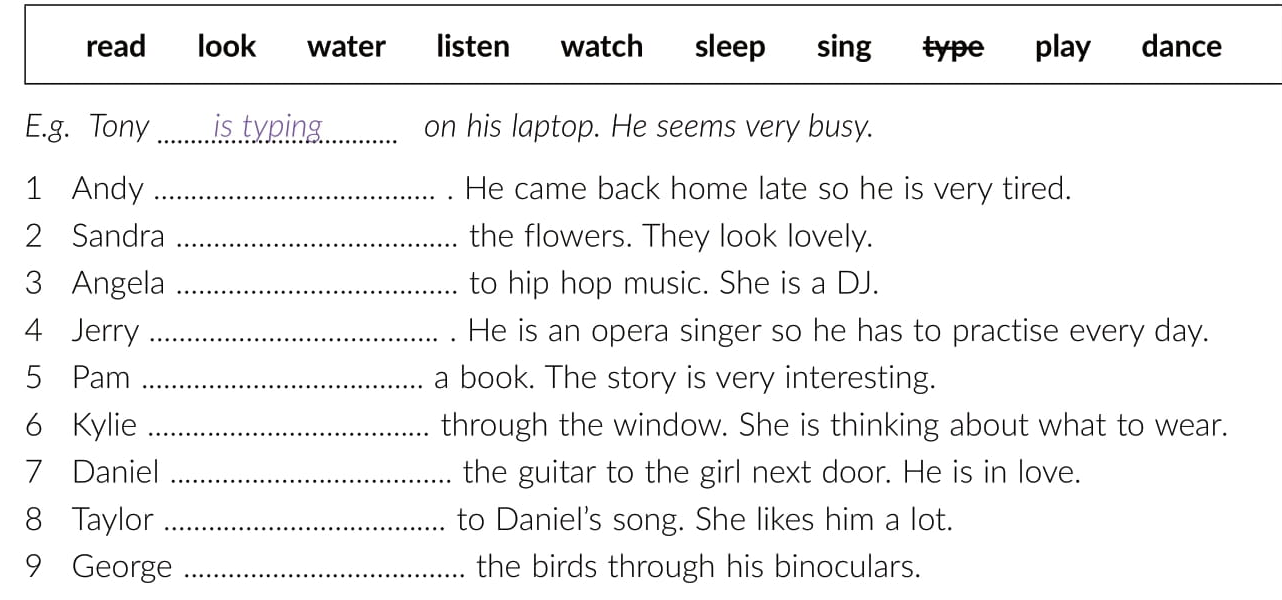 read look water listen watch sleep sing type play dance
E.g. Tony ......is typing............ on his laptop. He seems very busy.
1 Andy ...................................... . He came back home late so he is very tired.
2 Sandra ...................................... the flowers. They look lovely.
3 Angela ...................................... to hip hop music. She is a DJ.
4 Jerry ...................................... . He is an opera singer so he has to practise every day.
5 Pam ...................................... a book. The story is very interesting.
6 Kylie ...................................... through the window. She is thinking about what to wear.
7 Daniel ...................................... the guitar to the girl next door. He is in love.
8 Taylor ...................................... to Daniel's song. She likes him a lot.
9 George ...................................... the birds through his binoculars.